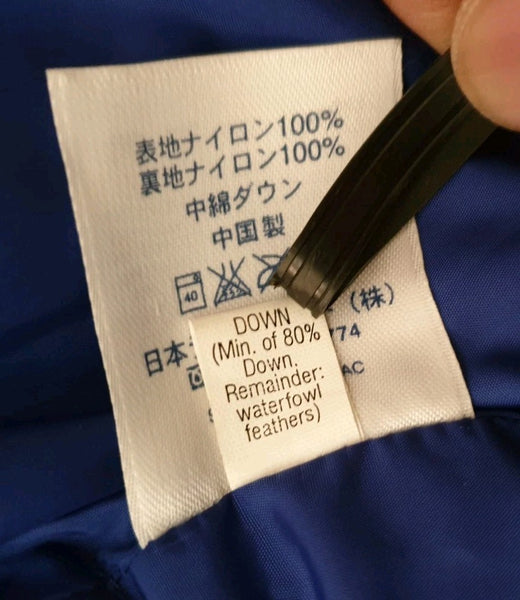 表地ナイロン100%
裏地ナイロン100%
中綿ダウン
中国製
40
日本
(株)
774
AC
DOWN
(Min. of 80%
Down.
Remainder:
waterfowl
feathers)